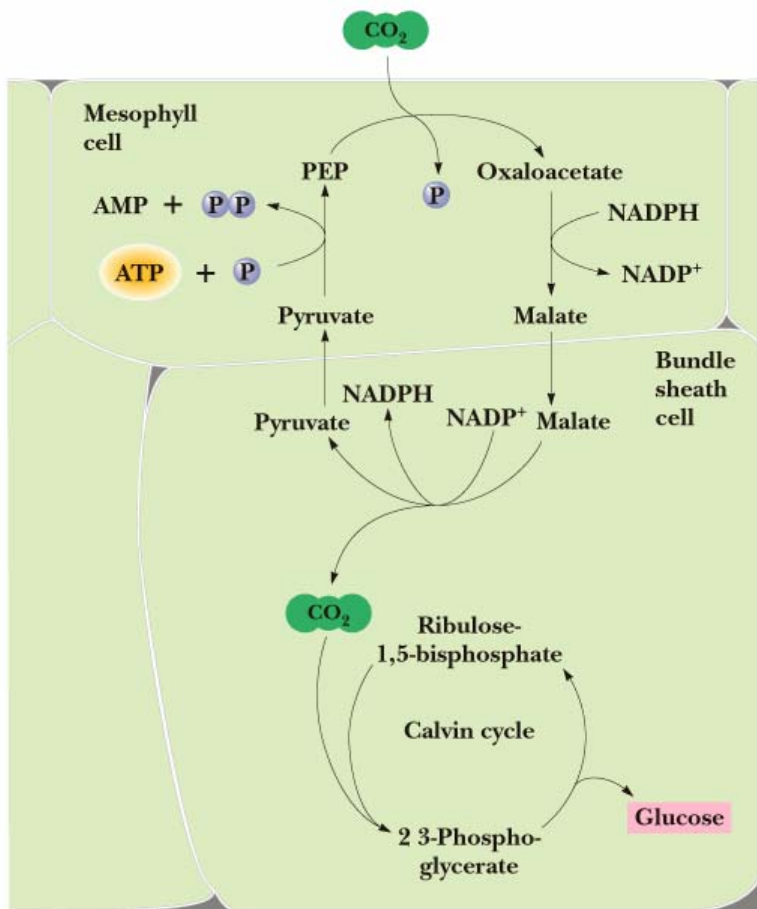 CO₂
Mesophyll
cell
PEP
Oxaloacetate
P
AMP + P P
NADPH
ATP + P
NADP⁺
Pyruvate
Malate
Bundle
sheath
cell
NADPH
Pyruvate
NADP⁺ Malate
CO₂
Ribulose-
1,5-bisphosphate
Calvin cycle
Glucose
2 3-Phospho-
glycerate